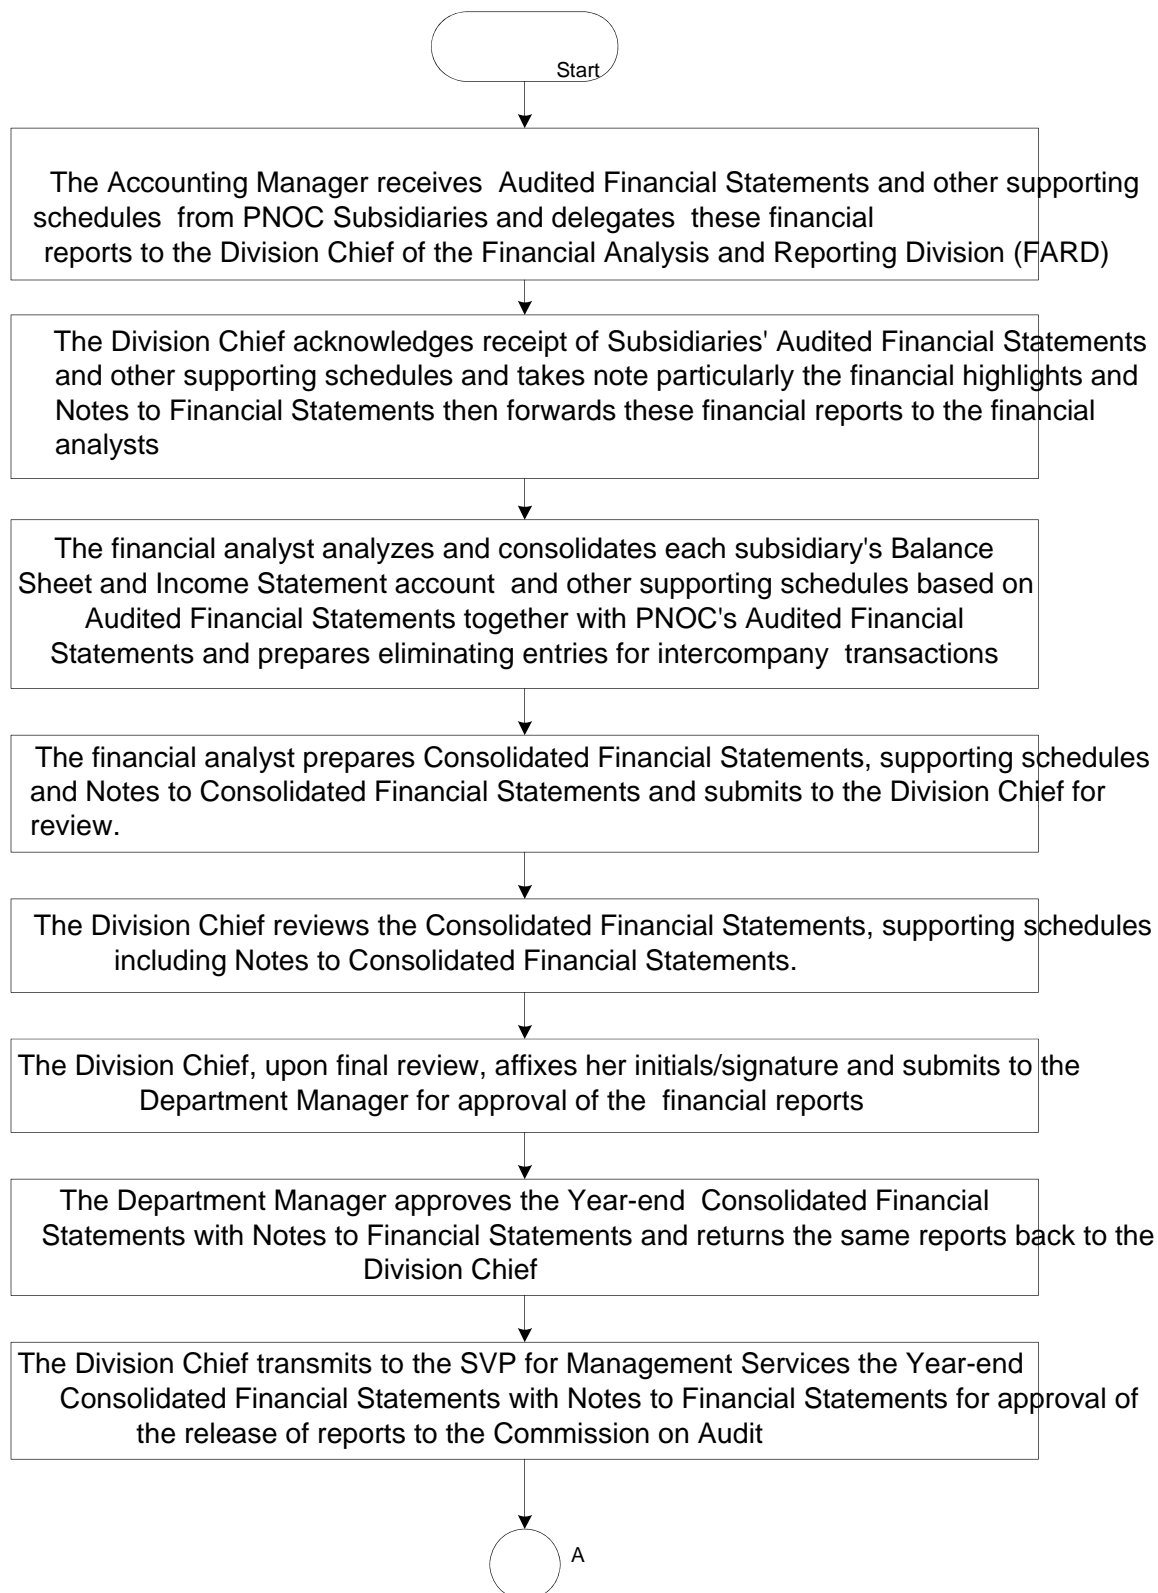 Start
The Accounting Manager receives Audited Financial Statements and other supporting
schedules from PNOC Subsidiaries and delegates these financial
reports to the Division Chief of the Financial Analysis and Reporting Division (FARD)
The Division Chief acknowledges receipt of Subsidiaries' Audited Financial Statements
and other supporting schedules and takes note particularly the financial highlights and
Notes to Financial Statements then forwards these financial reports to the financial
analysts
The financial analyst analyzes and consolidates each subsidiary's Balance
Sheet and Income Statement account and other supporting schedules based on
Audited Financial Statements together with PNOC's Audited Financial
Statements and prepares eliminating entries for intercompany transactions
The financial analyst prepares Consolidated Financial Statements, supporting schedules
and Notes to Consolidated Financial Statements and submits to the Division Chief for
review.
The Division Chief reviews the Consolidated Financial Statements, supporting schedules
including Notes to Consolidated Financial Statements.
The Division Chief, upon final review, affixes her initials/signature and submits to the
Department Manager for approval of the financial reports
The Department Manager approves the Year-end Consolidated Financial
Statements with Notes to Financial Statements and returns the same reports back to the
Division Chief
The Division Chief transmits to the SVP for Management Services the Year-end
Consolidated Financial Statements with Notes to Financial Statements for approval of
the release of reports to the Commission on Audit
A